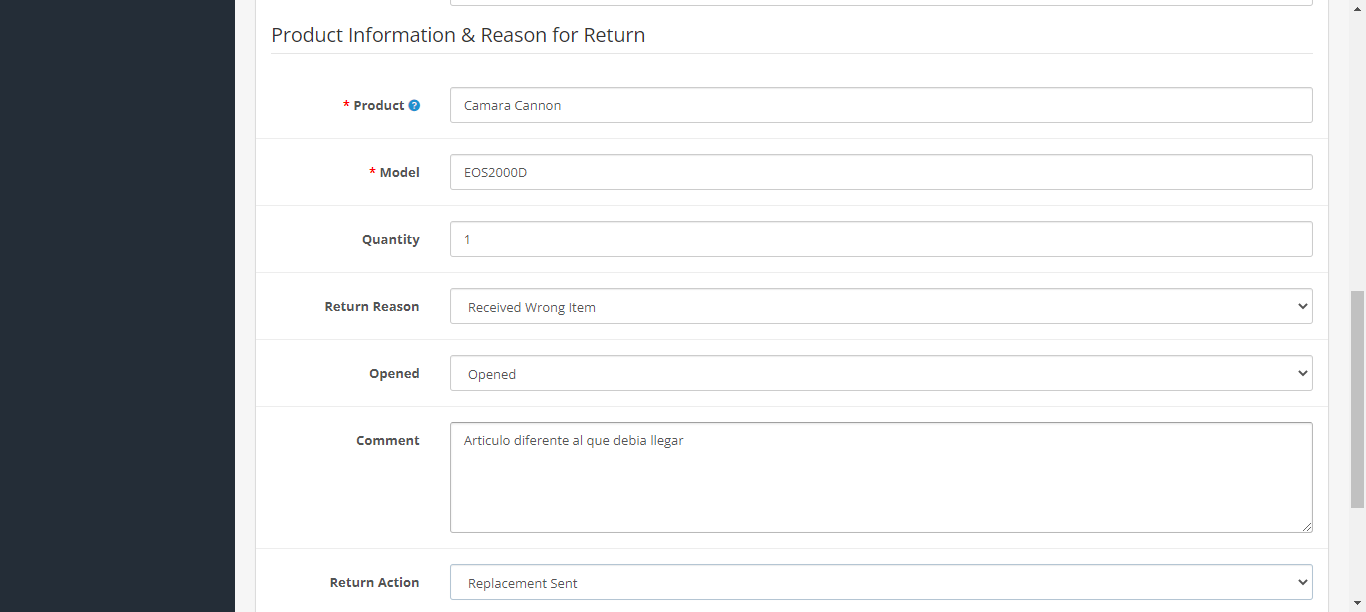 Product Information & Reason for Return
* Product ?
Camara Cannon
* Model
EOS2000D
Quantity
1
Return Reason
Received Wrong Item
Opened
Opened
Comment
Articulo diferente al que debia llegar
Return Action
Replacement Sent